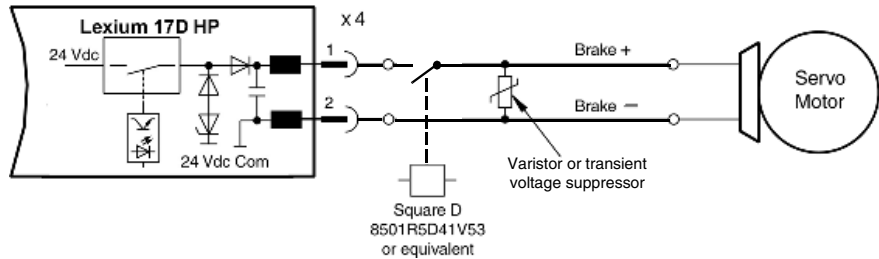 Lexium 17D HP
x 4
24 Vdc
1
Brake +
Servo
Motor
2
Brake −
24 Vdc Com
Varistor or transient
voltage suppressor
Square D
8501R5D41V53
or equivalent